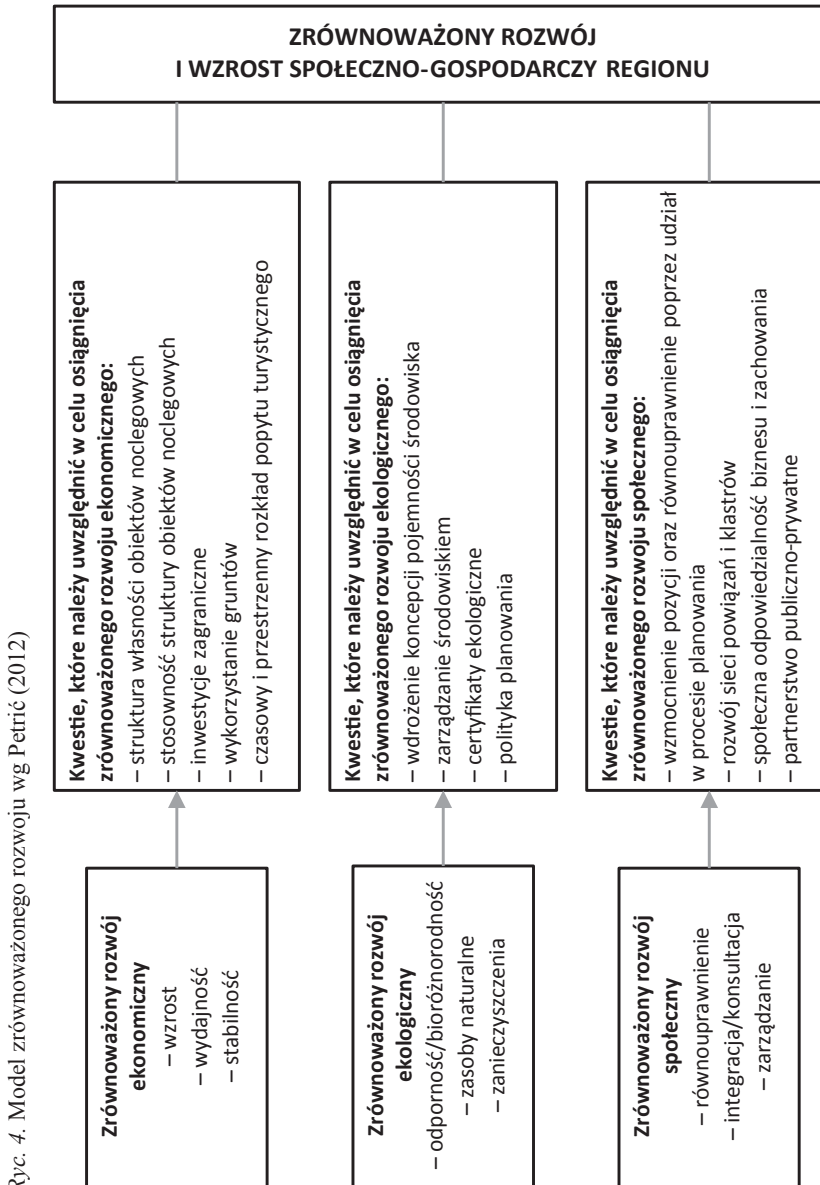 Ryc. 4. Model zrównoważonego rozwoju wg Petrić (2012)
Zrównoważony rozwój
ekonomiczny
– wzrost
– wydajność
– stabilność
Kwestie, które należy uwzględnić w celu osiągnięcia
zrównoważonego rozwoju ekonomicznego:
– struktura własności obiektów noclegowych
– stosowność struktury obiektów noclegowych
– inwestycje zagraniczne
– wykorzystanie gruntów
– czasowy i przestrzenny rozkład popytu turystycznego
Zrównoważony rozwój
ekologiczny
– odporność/bioróżnorodność
– zasoby naturalne
– zanieczyszczenia
Kwestie, które należy uwzględnić w celu osiągnięcia
zrównoważonego rozwoju ekologicznego:
– wdrożenie koncepcji pojemności środowiska
– zarządzanie środowiskiem
– certyfikaty ekologiczne
– polityka planowania
Zrównoważony rozwój
społeczny
– równouprawnienie
– integracja/konsultacja
– zarządzanie
Kwestie, które należy uwzględnić w celu osiągnięcia
zrównoważonego rozwoju społecznego:
– wzmocnienie pozycji oraz równouprawnienie poprzez udział
w procesie planowania
– rozwój sieci powiązań i klastrów
– społeczna odpowiedzialność biznesu i zachowania
– partnerstwo publiczno-prywatne
ZRÓWNOWAŻONY ROZWÓJ
I WZROST SPOŁECZNO-GOSPODARCZY REGIONU